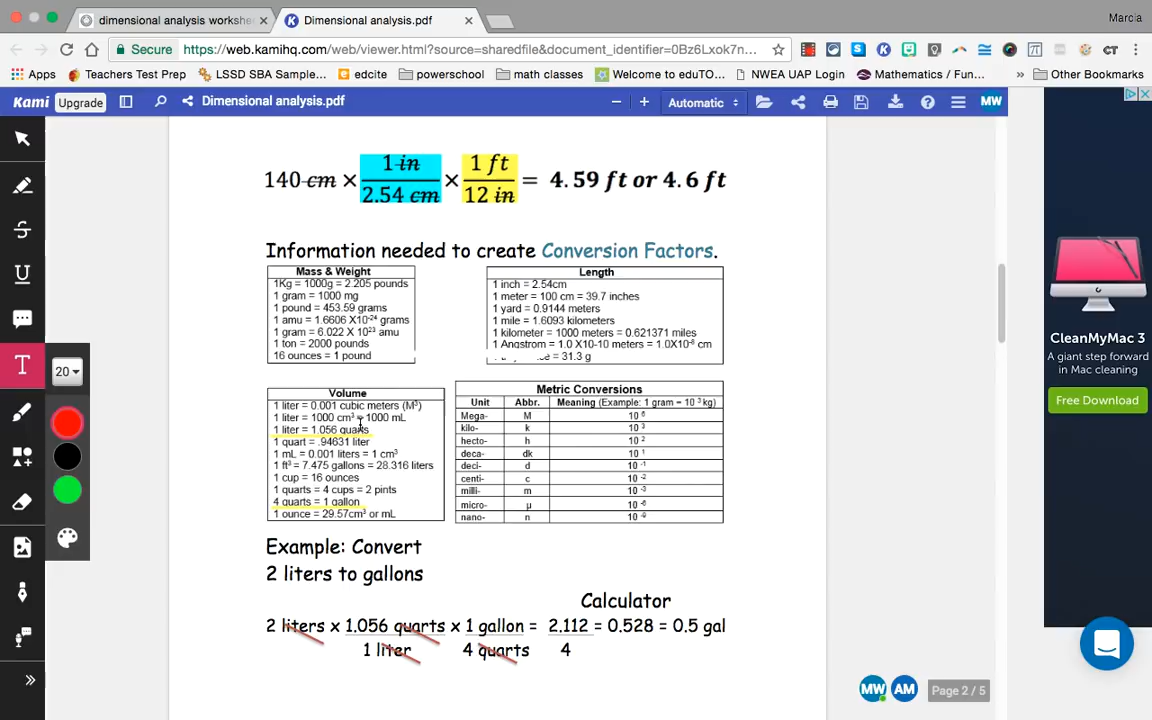 dimensional analysis workshe
Dimensional analysis.pdf
Marcia
Secure
https://web.kamihq.com/web/viewer.html?source=sharedfile&document_identifier=0Bz6Lxok7n...
Apps
Teachers Test Prep
LSSD SBA Sample...
edcite
powerschool
math classes
Welcome to eduTO...
NWEA UAP Login
Mathematics / Fun...
»
Other Bookmarks
Kami
Upgrade
Dimensional analysis.pdf
Automatic
MW
140 cm × 1 in / 2.54 cm × 1 ft / 12 in = 4.59 ft or 4.6 ft
Information needed to create Conversion Factors.
Mass & Weight
1Kg = 1000g = 2.205 pounds
1 gram = 1000 mg
1 pound = 453.59 grams
1 amu = 1.6606 X10⁻²⁴ grams
1 gram = 6.022 X 10²³ amu
1 ton = 2000 pounds
16 ounces = 1 pound
Length
1 inch = 2.54cm
1 meter = 100 cm = 39.7 inches
1 yard = 0.9144 meters
1 mile = 1.6093 kilometers
1 kilometer = 1000 meters = 0.621371 miles
1 Angstrom = 1.0 X10-10 meters = 1.0X10⁻⁸ cm
= 31.3 g
Volume
1 liter = 0.001 cubic meters (M³)
1 liter = 1000 cm³ = 1000 mL
1 liter = 1.056 quarts
1 quart = .94631 liter
1 mL = 0.001 liters = 1 cm³
1 ft³ = 7.475 gallons = 28.316 liters
1 cup = 16 ounces
1 quarts = 4 cups = 2 pints
4 quarts = 1 gallon
1 ounce = 29.57cm³ or mL
Metric Conversions
Unit Abbr. Meaning (Example: 1 gram = 10⁻³ kg)
Mega- M 10⁶
kilo- k 10³
hecto- h 10²
deca- dk 10¹
deci- d 10⁻¹
centi- c 10⁻²
milli- m 10⁻³
micro- µ 10⁻⁶
nano- n 10⁻⁹
Example: Convert
2 liters to gallons
Calculator
2 liters x 1.056 quarts x 1 gallon = 2.112 = 0.528 = 0.5 gal
1 liter 4 quarts 4
T
20
CT
CleanMyMac 3
A giant step forward
in Mac cleaning
Free Download
MW
AM
Page 2 / 5